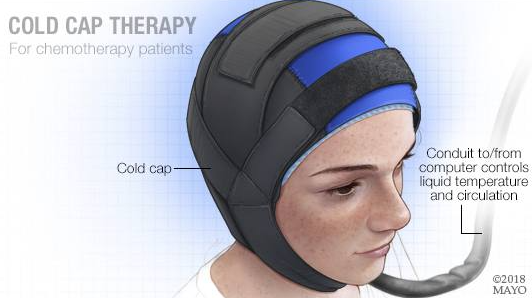 COLD CAP THERAPY
For chemotherapy patients
Cold cap
Conduit to/from
computer controls
liquid temperature
and circulation
©2018
MAYO